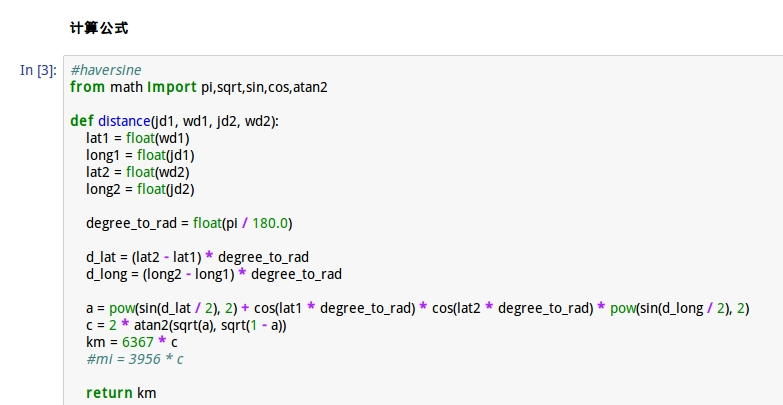 计算公式
In [3]:
#haversine
from math import pi,sqrt,sin,cos,atan2
def distance(jd1, wd1, jd2, wd2):
lat1 = float(wd1)
long1 = float(jd1)
lat2 = float(wd2)
long2 = float(jd2)
degree_to_rad = float(pi / 180.0)
d_lat = (lat2 - lat1) * degree_to_rad
d_long = (long2 - long1) * degree_to_rad
a = pow(sin(d_lat / 2), 2) + cos(lat1 * degree_to_rad) * cos(lat2 * degree_to_rad) * pow(sin(d_long / 2), 2)
c = 2 * atan2(sqrt(a), sqrt(1 - a))
km = 6367 * c
#mi = 3956 * c
return km